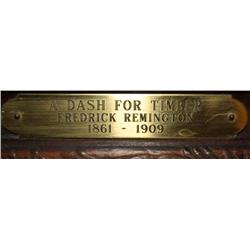 A DASH FOR TIMBER
FREDRICK REMINGTON
1861 - 1909